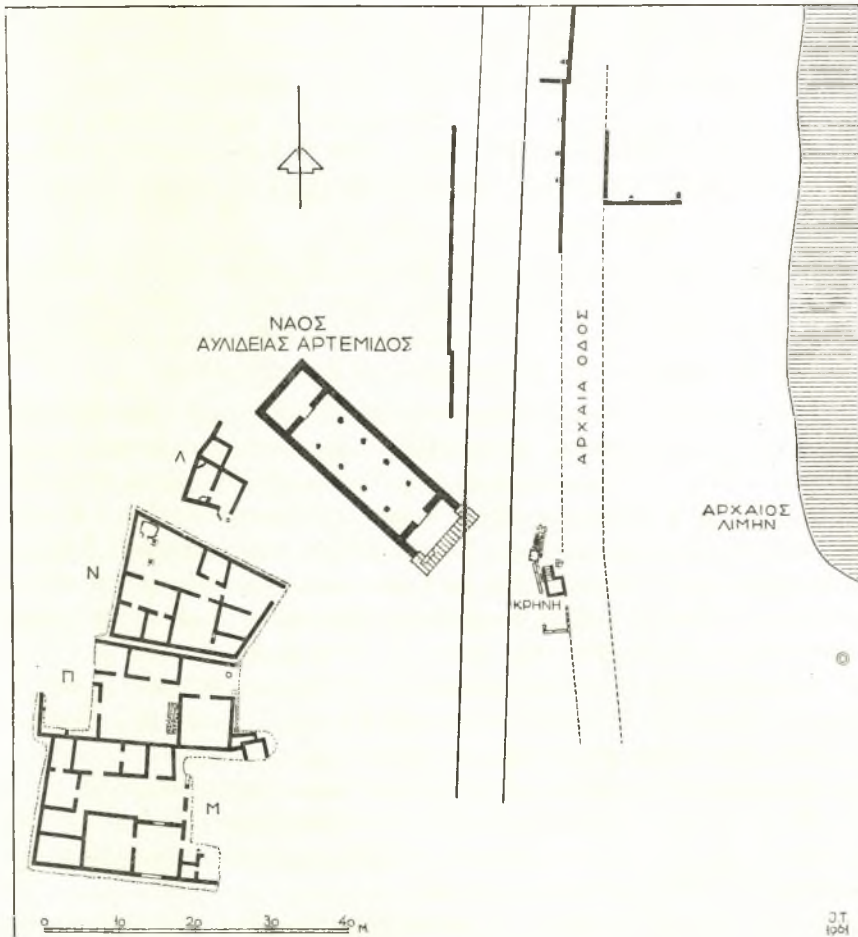 ΝΑΟΣ
ΑΥΛΙΔΕΙΑΣ ΑΡΤΕΜΙΔΟΣ
ΑΡΧΑΙΑ ΟΔΟΣ
Λ
ΑΡΧΑΙΟΣ
ΛΙΜΗΝ
Ν
ΚΡΗΝΗ
Π
Μ
0 10 20 30 40 Μ.
J.T.
1961